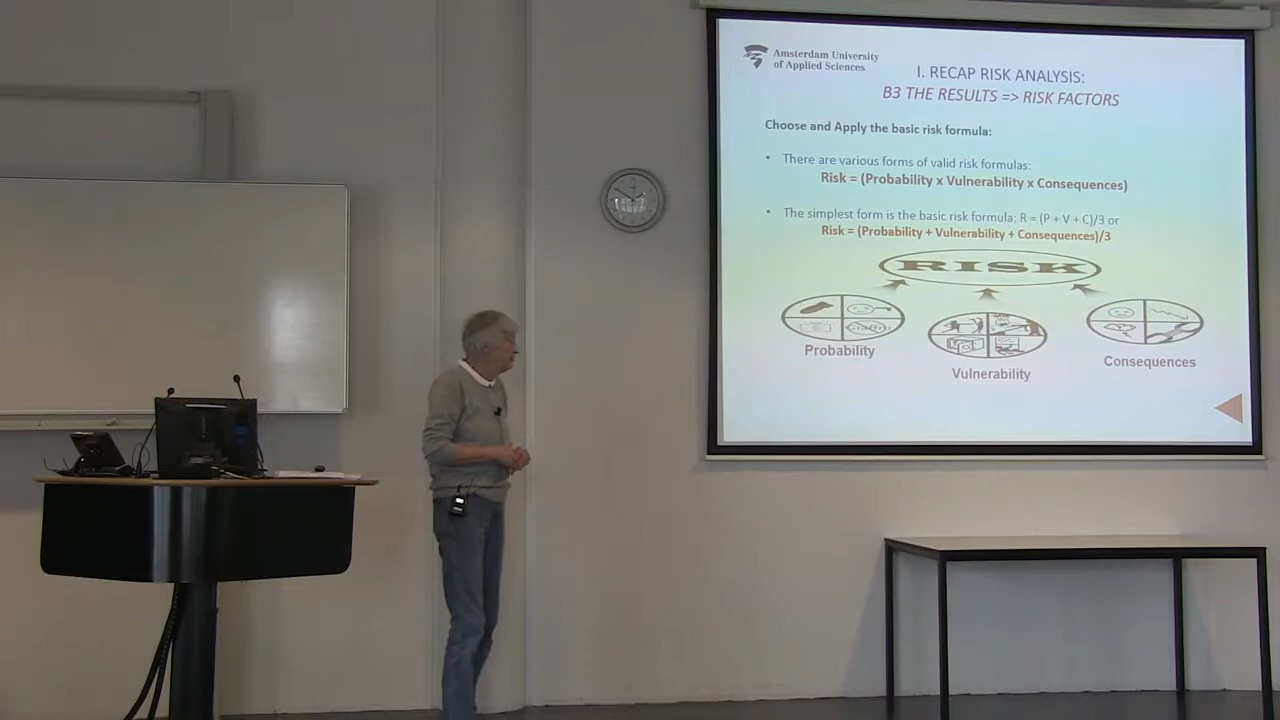 Amsterdam University
of Applied Sciences
I. RECAP RISK ANALYSIS:
B3 THE RESULTS => RISK FACTORS
Choose and Apply the basic risk formula:
• There are various forms of valid risk formulas:
Risk = (Probability x Vulnerability x Consequences)
• The simplest form is the basic risk formula; R = (P + V + C)/3 or
Risk = (Probability + Vulnerability + Consequences)/3
RISK
Probability
Vulnerability
Consequences